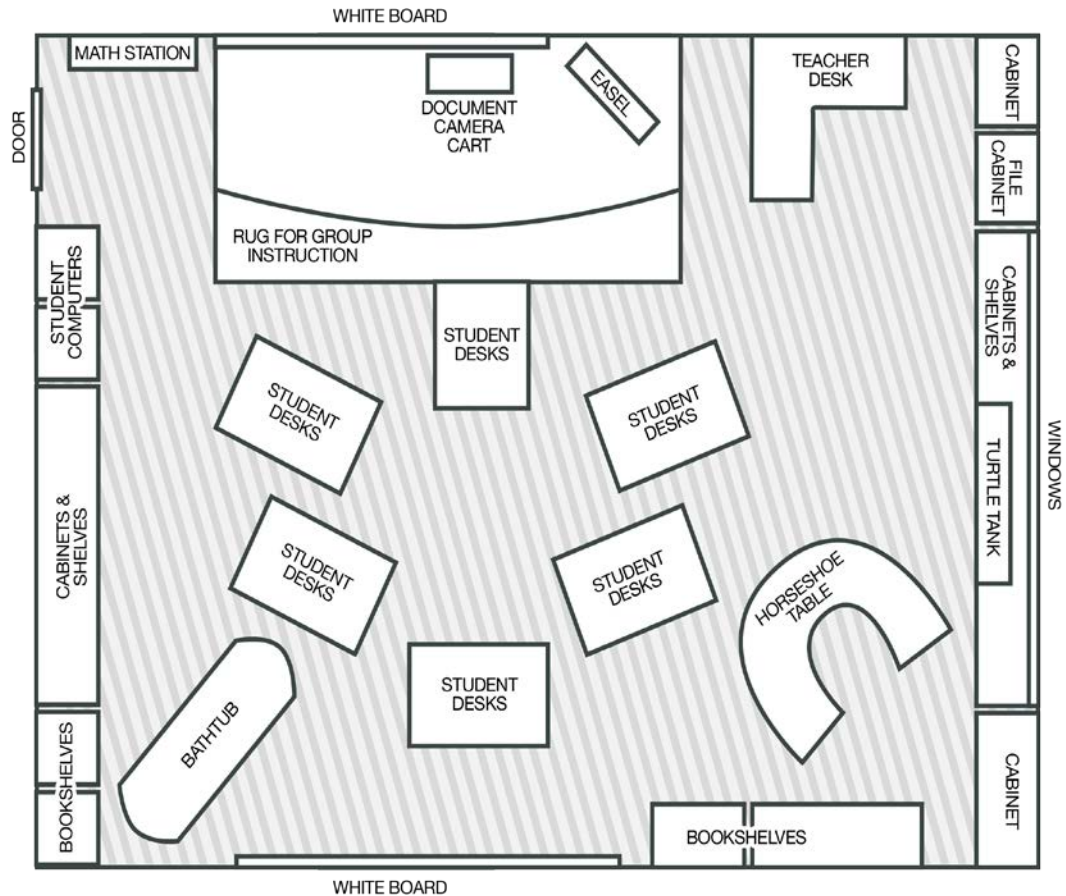 WHITE BOARD
MATH STATION
DOCUMENT
CAMERA
CART
EASEL
TEACHER
DESK
CABINET
DOOR
FILE
CABINET
RUG FOR GROUP
INSTRUCTION
STUDENT
COMPUTERS
CABINETS &
SHELVES
STUDENT
DESKS
STUDENT
DESKS
STUDENT
DESKS
TURTLE TANK
WINDOWS
CABINETS &
SHELVES
STUDENT
DESKS
STUDENT
DESKS
HORSESHOE
TABLE
STUDENT
DESKS
BATHTUB
BOOKSHELVES
BOOKSHELVES
CABINET
WHITE BOARD